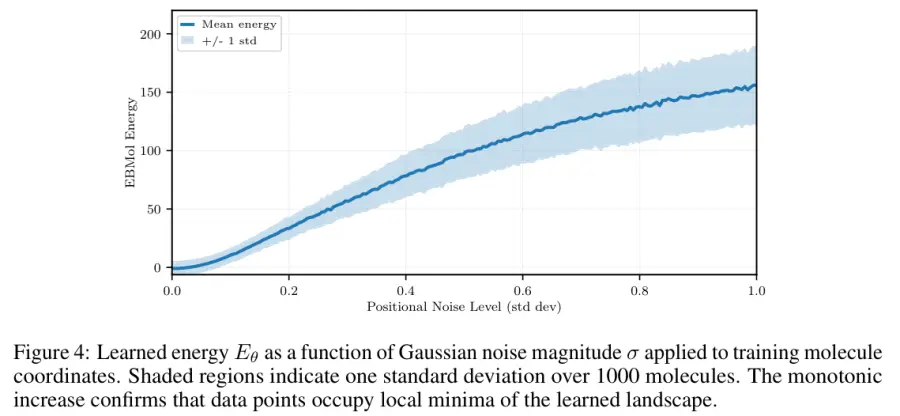 Mean energy
+/- 1 std
200
150
100
50
0
EBMol Energy
0.0 0.2 0.4 0.6 0.8 1.0
Positional Noise Level (std dev)
Figure 4: Learned energy Eθ as a function of Gaussian noise magnitude σ applied to training molecule
coordinates. Shaded regions indicate one standard deviation over 1000 molecules. The monotonic
increase confirms that data points occupy local minima of the learned landscape.